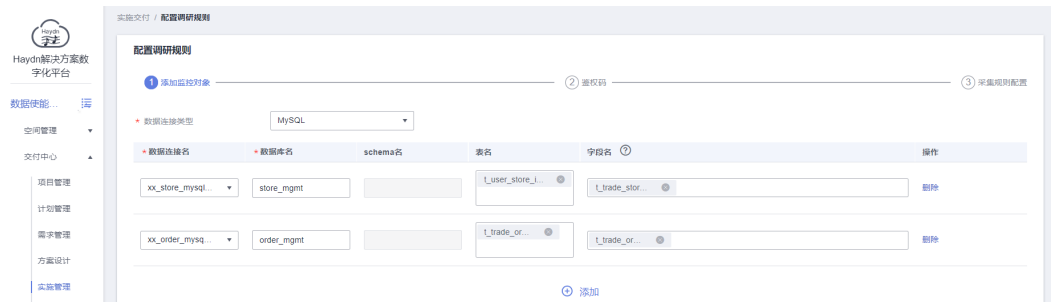 实施交付 / 配置调研规则
Haydn
Haydn解决方案数
字化平台
数据使能...
空间管理
交付中心
项目管理
计划管理
需求管理
方案设计
实施管理
配置调研规则
1 添加监控对象
2 鉴权码
3 采集规则配置
* 数据连接类型 MySQL
* 数据连接名 * 数据库名 schema名 表名 字段名 ? 操作
xx_store_mysql... store_mgmt t_user_store_i... t_trade_stor... 删除
xx_order_mysq... order_mgmt t_trade_or... t_trade_or... 删除
添加